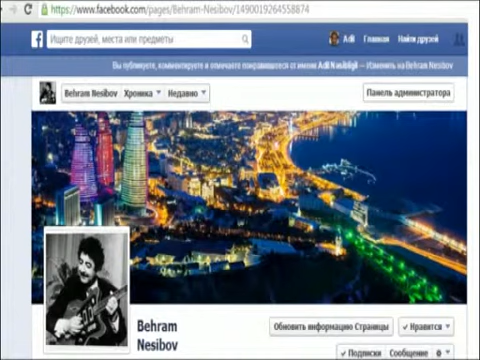 https://www.facebook.com/pages/Behram-Nesibov/1490019264558874
f Ищите друзей, места или предметы Adil Главная Найти друзей
Вы публикуете, комментируете и отмечаете понравившееся от имени Adil Nəsibli — Изменить на Behram Nesibov
Behram Nesibov Хроника Недавно Панель администратора
Behram
Nesibov
Обновить информацию Страницы ✓ Нравится
✓ Подписки Сообщение